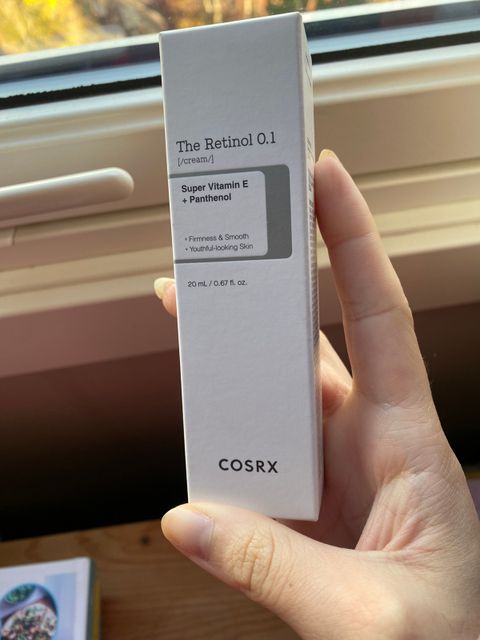 The Retinol 0.1
[/cream/]
Super Vitamin E
+ Panthenol
• Firmness & Smooth
• Youthful-looking Skin
20 mL / 0.67 fl. oz.
COSRX